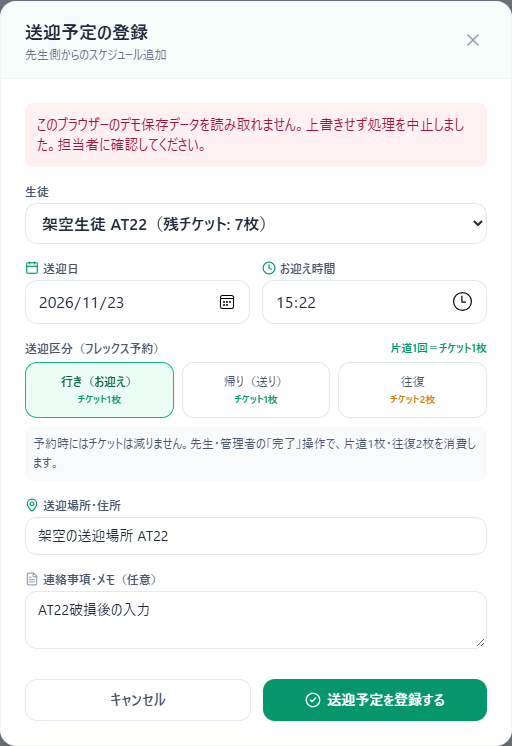 送迎予定の登録
先生側からのスケジュール追加
このブラウザーのデモ保存データを読み取れません。上書きせず処理を中止しまし
た。担当者に確認してください。
生徒
架空生徒 AT22（残チケット: 7枚）
送迎日
お迎え時間
2026/11/23
15:22
送迎区分（フレックス予約）
片道1回＝チケット1枚
行き（お迎え）
チケット1枚
帰り（送り）
チケット1枚
往復
チケット2枚
予約時にはチケットは減りません。先生・管理者の「完了」操作で、片道1枚・往復2枚を消費し
ます。
送迎場所・住所
架空の送迎場所 AT22
連絡事項・メモ（任意）
AT22破損後の入力
キャンセル
送迎予定を登録する